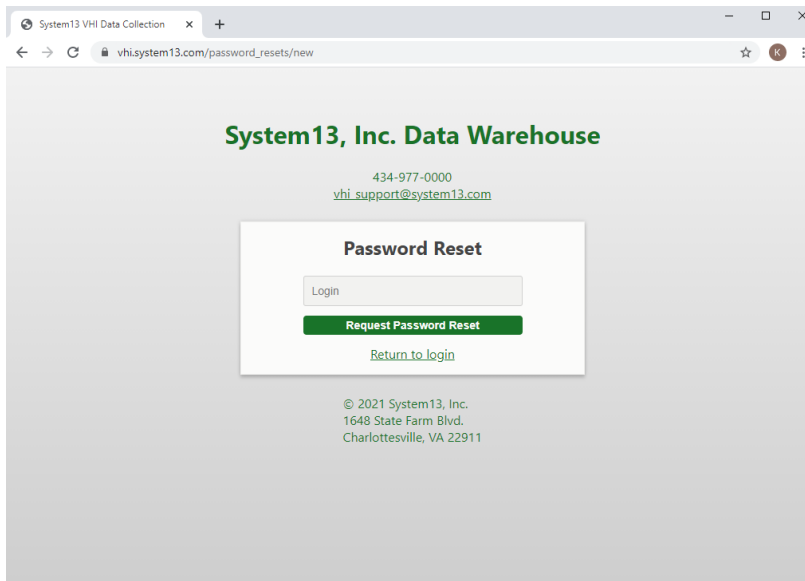 System13 VHI Data Collection
vhi.system13.com/password_resets/new
K
System13, Inc. Data Warehouse
434-977-0000
vhi_support@system13.com
Password Reset
Login
Request Password Reset
Return to login
© 2021 System13, Inc.
1648 State Farm Blvd.
Charlottesville, VA 22911